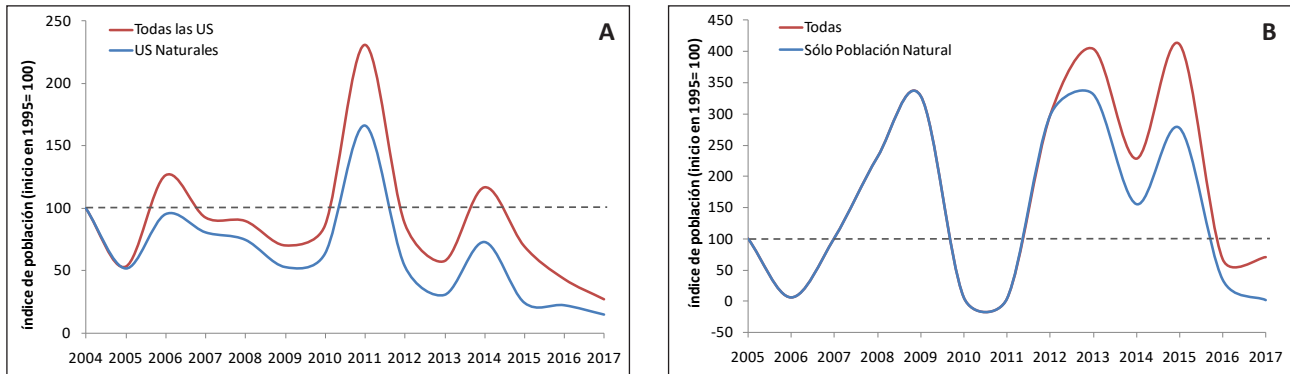 A
Todas las US
US Naturales
índice de población (inicio en 1995= 100)
250
200
150
100
50
0
2004 2005 2006 2007 2008 2009 2010 2011 2012 2013 2014 2015 2016 2017
B
Todas
Sólo Población Natural
índice de población (inicio en 1995= 100)
450
400
350
300
250
200
150
100
50
0
-50
2005 2006 2007 2008 2009 2010 2011 2012 2013 2014 2015 2016 2017